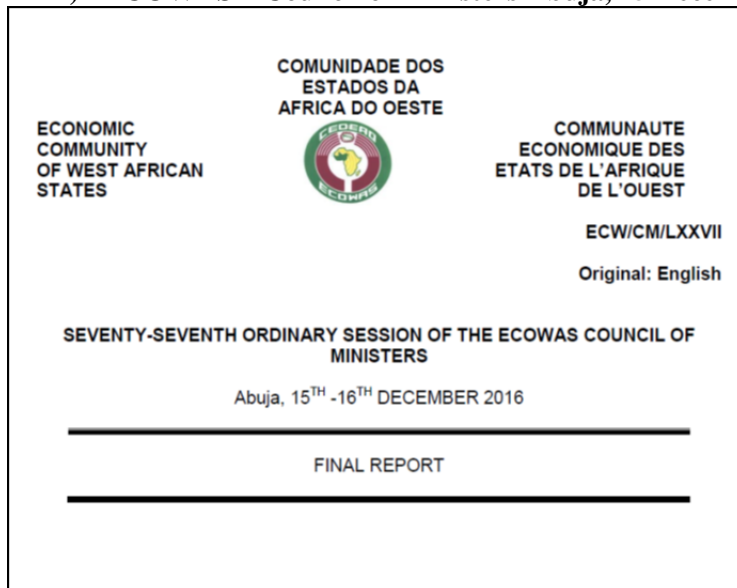 COMUNIDADE DOS
ESTADOS DA
AFRICA DO OESTE
ECONOMIC
COMMUNITY
OF WEST AFRICAN
STATES
CEDEAO
ECOWAS
COMMUNAUTE
ECONOMIQUE DES
ETATS DE L'AFRIQUE
DE L'OUEST
ECW/CM/LXXVII
Original: English
SEVENTY-SEVENTH ORDINARY SESSION OF THE ECOWAS COUNCIL OF
MINISTERS
Abuja, 15TH -16TH DECEMBER 2016
FINAL REPORT